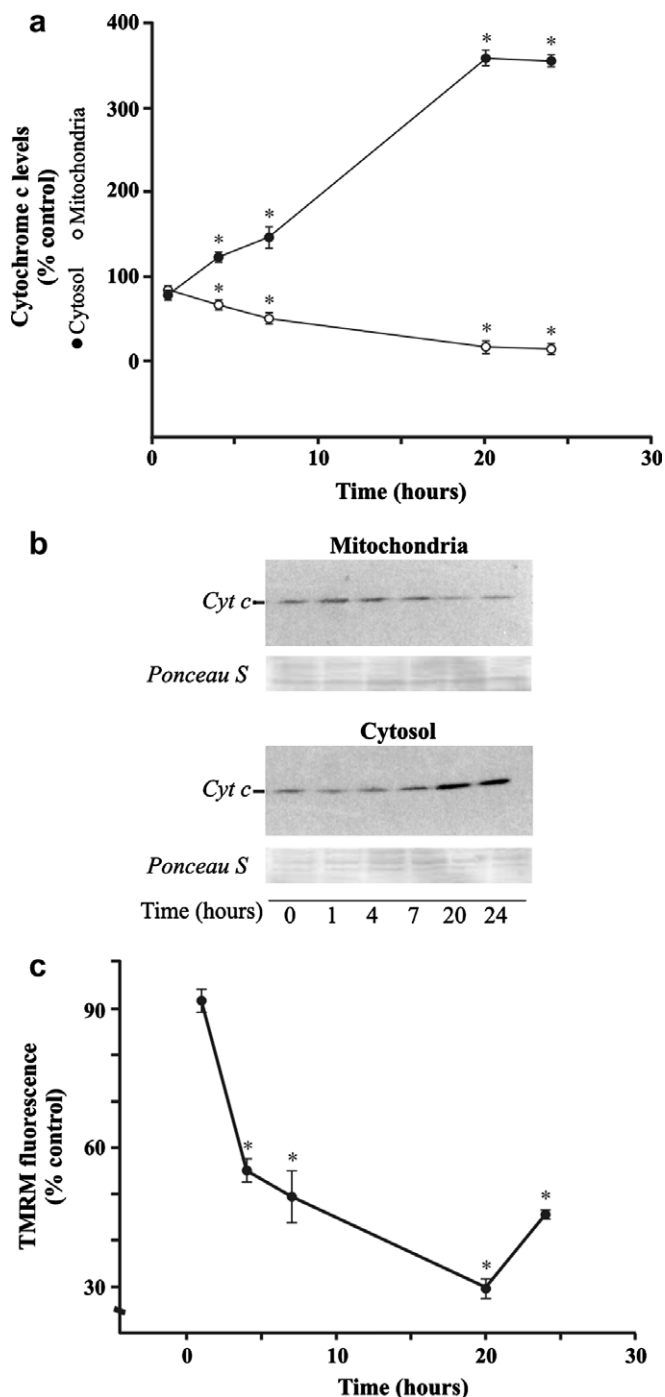 a
Cytochrome c levels
(% control)
●Cytosol ○Mitochondria
400
300
200
100
0
0 10 20 30
Time (hours)
* * * *
* * * *
b
Mitochondria
Cyt c
Ponceau S
Cytosol
Cyt c
Ponceau S
Time (hours) 0 1 4 7 20 24
c
TMRM fluorescence
(% control)
90
60
30
* * * *
0 10 20 30
Time (hours)